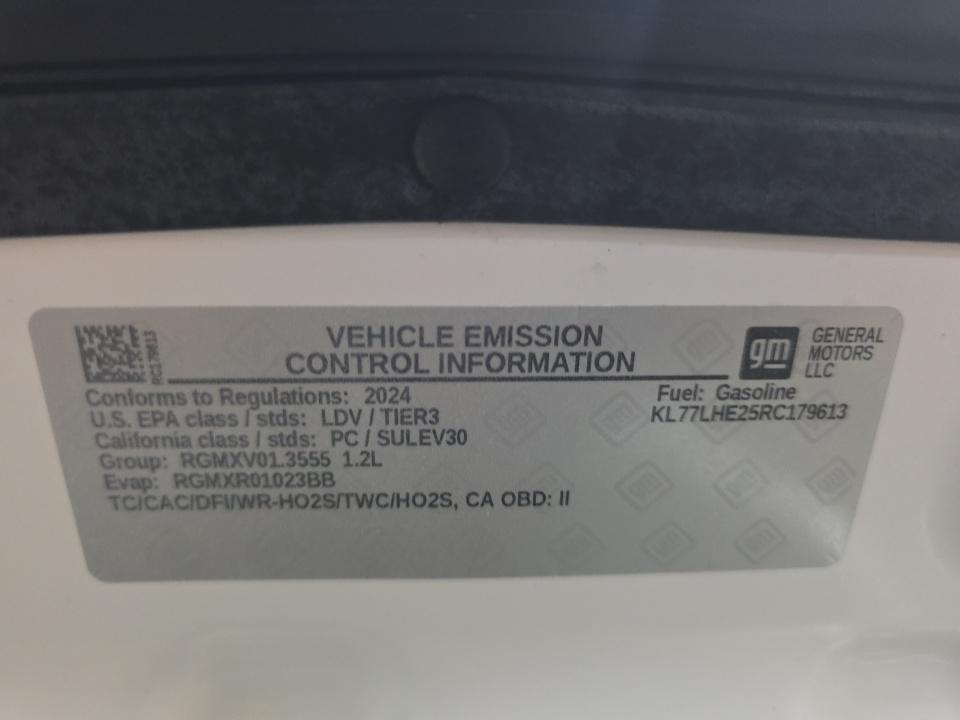 VEHICLE EMISSION
CONTROL INFORMATION
gm
GENERAL
MOTORS
LLC
RC179613
Conforms to Regulations: 2024
Fuel: Gasoline
U.S. EPA class / stds: LDV / TIER3
KL77LHE25RC179613
California class / stds: PC / SULEV30
Group: RGMXV01.3555 1.2L
Evap: RGMXR01023BB
TC/CAC/DFI/WR-HO2S/TWC/HO2S, CA OBD: II